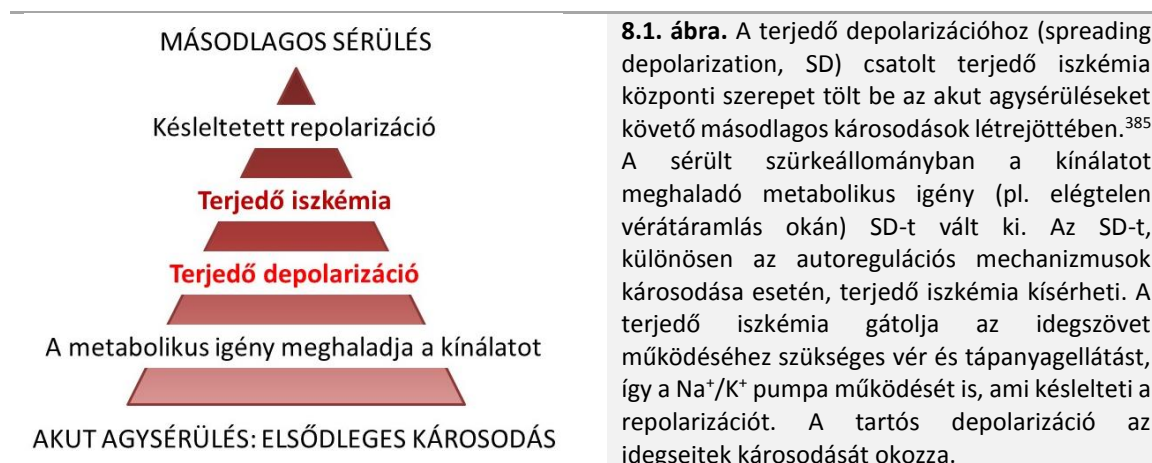 MÁSODLAGOS SÉRÜLÉS
Késleltetett repolarizáció
Terjedő iszkémia
Terjedő depolarizáció
A metabolikus igény meghaladja a kínálatot
AKUT AGYSÉRÜLÉS: ELSŐDLEGES KÁROSODÁS
8.1. ábra. A terjedő depolarizációhoz (spreading
depolarization, SD) csatolt terjedő iszkémia
központi szerepet tölt be az akut agysérüléseket
követő másodlagos károsodások létrejöttében.³⁸⁵
A sérült szürkeállományban a kínálatot
meghaladó metabolikus igény (pl. elégtelen
vérátáramlás okán) SD-t vált ki. Az SD-t,
különösen az autoregulációs mechanizmusok
károsodása esetén, terjedő iszkémia kísérheti. A
terjedő iszkémia gátolja az idegszövet
működéséhez szükséges vér és tápanyagellátást,
így a Na⁺/K⁺ pumpa működését is, ami késlelteti a
repolarizációt. A tartós depolarizáció az
idegsejtek károsodását okozza.